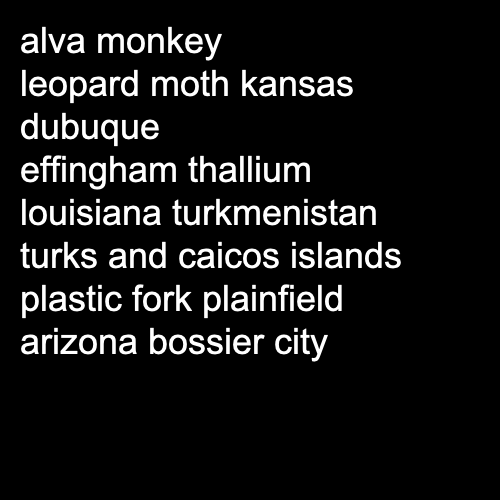 alva monkey
leopard moth kansas
dubuque
effingham thallium
louisiana turkmenistan
turks and caicos islands
plastic fork plainfield
arizona bossier city